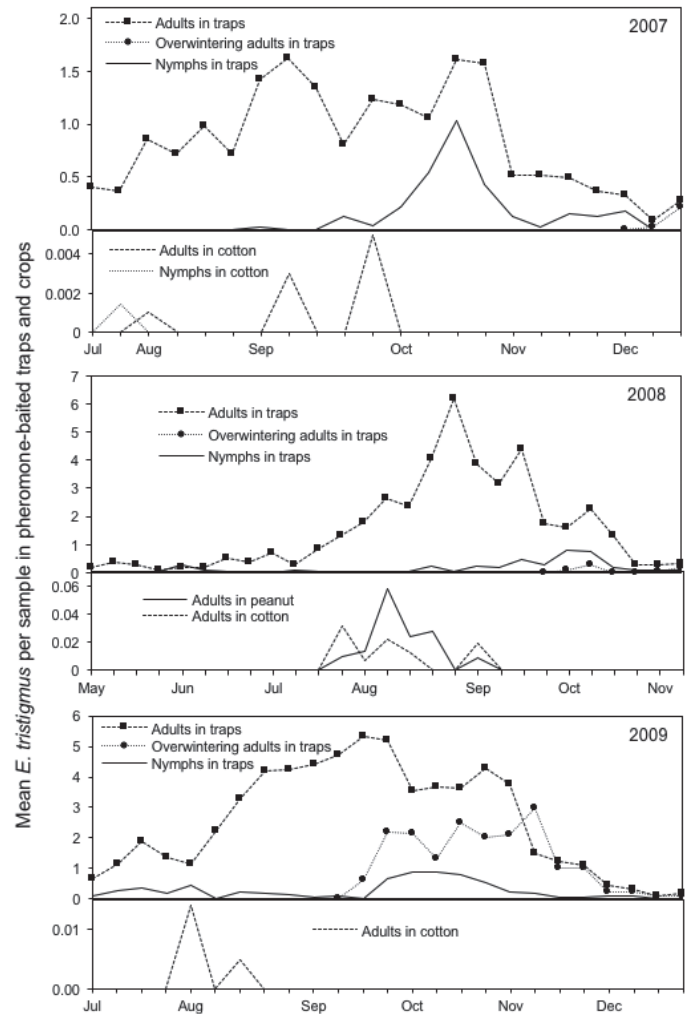 Mean E. tristigmus per sample in pheromone-baited traps and crops
2007
Adults in traps
Overwintering adults in traps
Nymphs in traps
2.0
1.5
1.0
0.5
0.0
Adults in cotton
Nymphs in cotton
0.004
0.002
0
Jul Aug Sep Oct Nov Dec
2008
Adults in traps
Overwintering adults in traps
Nymphs in traps
7
6
5
4
3
2
1
0
Adults in peanut
Adults in cotton
0.06
0.04
0.02
0
May Jun Jul Aug Sep Oct Nov
2009
Adults in traps
Overwintering adults in traps
Nymphs in traps
6
5
4
3
2
1
0
Adults in cotton
0.01
0.00
Jul Aug Sep Oct Nov Dec